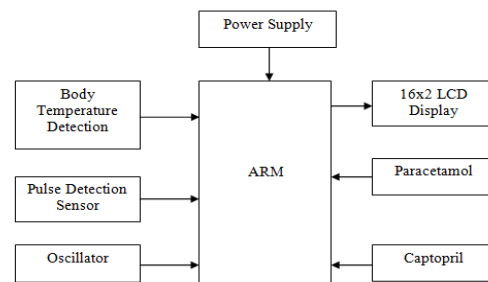 Power Supply
Body
Temperature
Detection
16x2 LCD
Display
ARM
Paracetamol
Pulse Detection
Sensor
Oscillator
Captopril